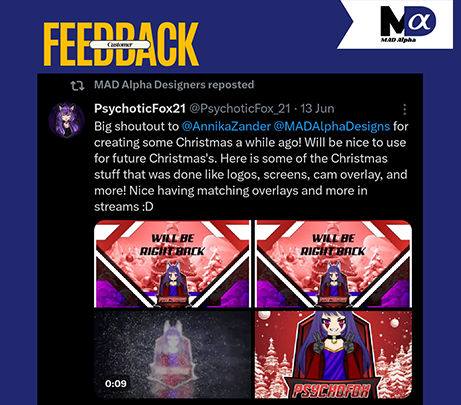 FEEDBACK
Customer
Mα
MAD Alpha
MAD Alpha Designers reposted
PsychoticFox21 @PsychoticFox_21 · 13 Jun
Big shoutout to @AnnikaZander @MADAlphaDesigns for
creating some Christmas a while ago! Will be nice to use
for future Christmas's. Here is some of the Christmas
stuff that was done like logos, screens, cam overlay, and
more! Nice having matching overlays and more in
streams :D
WILL BE
RIGHT BACK
WILL BE
RIGHT BACK
0:09
PSYCHOFOX